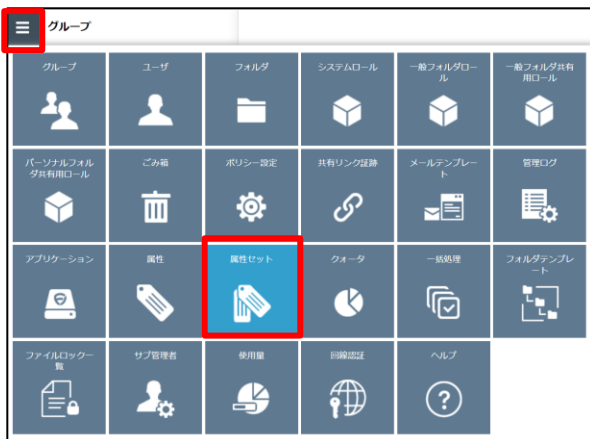 グループ
グループ
ユーザ
フォルダ
システムロール
一般フォルダロー
ル
一般フォルダ共有
用ロール
パーソナルフォル
ダ共有用ロール
ごみ箱
ポリシー設定
共有リンク証跡
メールテンプレー
ト
管理ログ
アプリケーション
属性
属性セット
クォータ
一括処理
フォルダテンプレ
ート
ファイルロック一
覧
サブ管理者
使用量
回線認証
ヘルプ